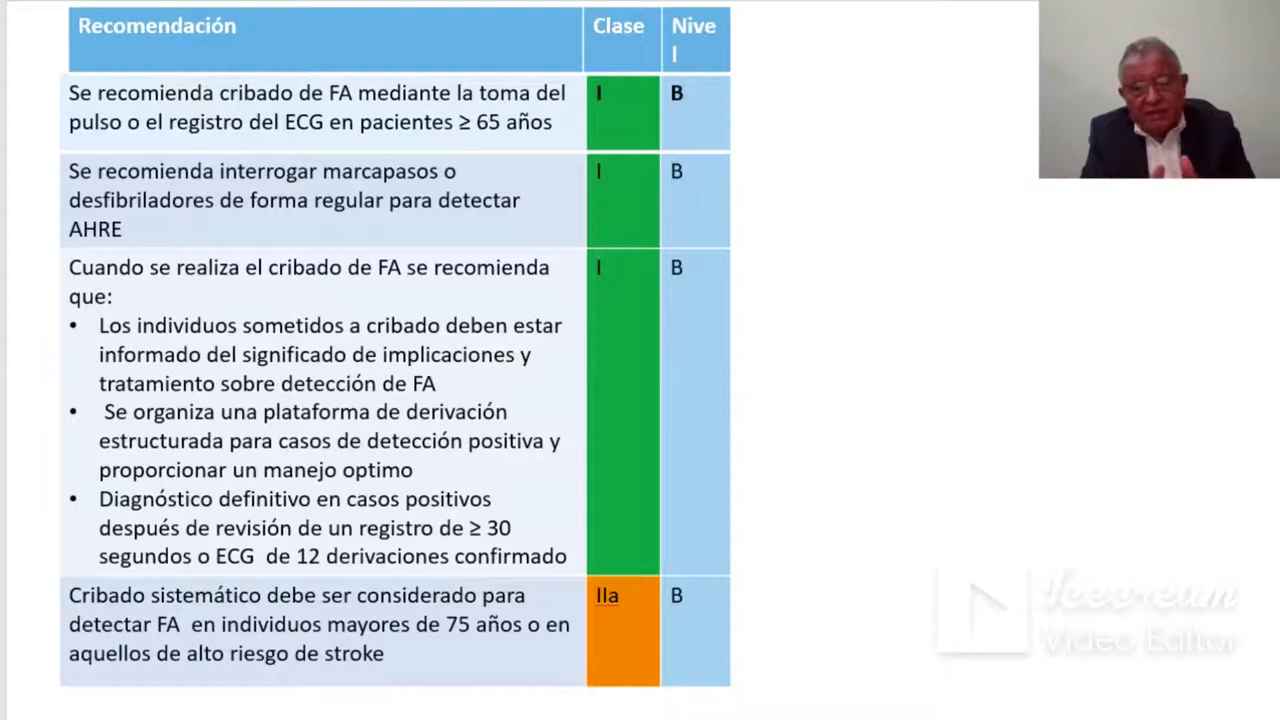 Recomendación Clase Nive
l
Se recomienda cribado de FA mediante la toma del I B
pulso o el registro del ECG en pacientes ≥ 65 años
Se recomienda interrogar marcapasos o I B
desfibriladores de forma regular para detectar
AHRE
Cuando se realiza el cribado de FA se recomienda I B
que:
• Los individuos sometidos a cribado deben estar
informado del significado de implicaciones y
tratamiento sobre detección de FA
• Se organiza una plataforma de derivación
estructurada para casos de detección positiva y
proporcionar un manejo optimo
• Diagnóstico definitivo en casos positivos
después de revisión de un registro de ≥ 30
segundos o ECG de 12 derivaciones confirmado
Cribado sistemático debe ser considerado para IIa B
detectar FA en individuos mayores de 75 años o en
aquellos de alto riesgo de stroke
Icecream
Video Editor